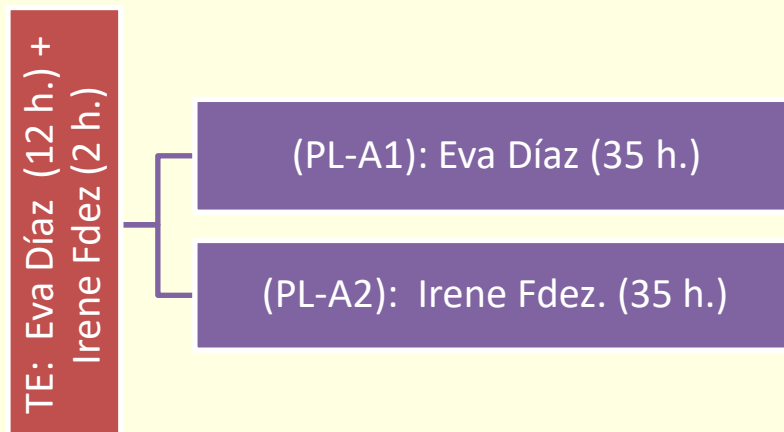 TE: Eva Díaz (12 h.) +
Irene Fdez (2 h.)
(PL-A1): Eva Díaz (35 h.)
(PL-A2): Irene Fdez. (35 h.)